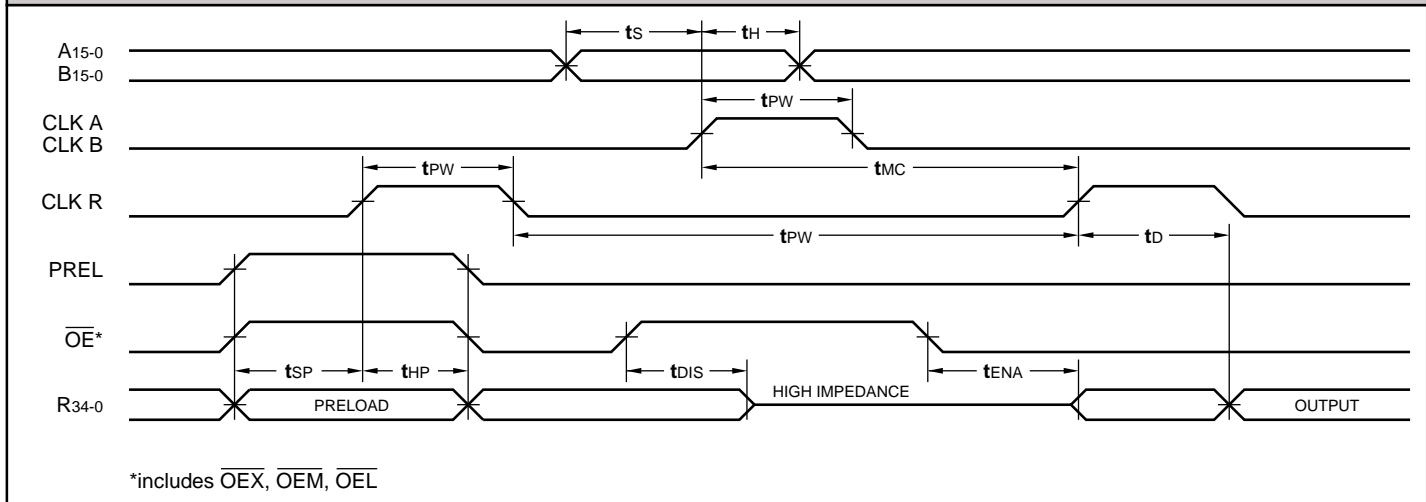 tS tH
A15-0
B15-0
tPW
CLK A
CLK B
tPW tMC
CLK R
tPW tD
PREL
OE*
tSP tHP tDIS tENA
R34-0 PRELOAD HIGH IMPEDANCE OUTPUT
*includes OEX, OEM, OEL